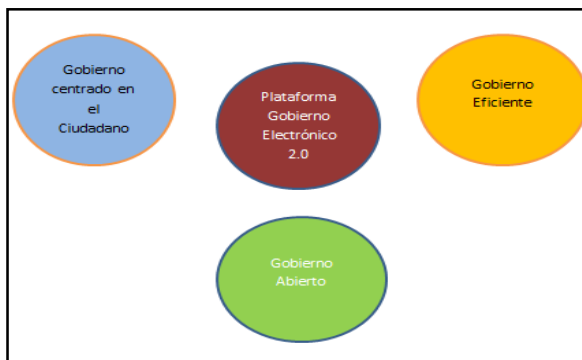 Gobierno
centrado en
el
Ciudadano
Plataforma
Gobierno
Electrónico
2.0
Gobierno
Eficiente
Gobierno
Abierto